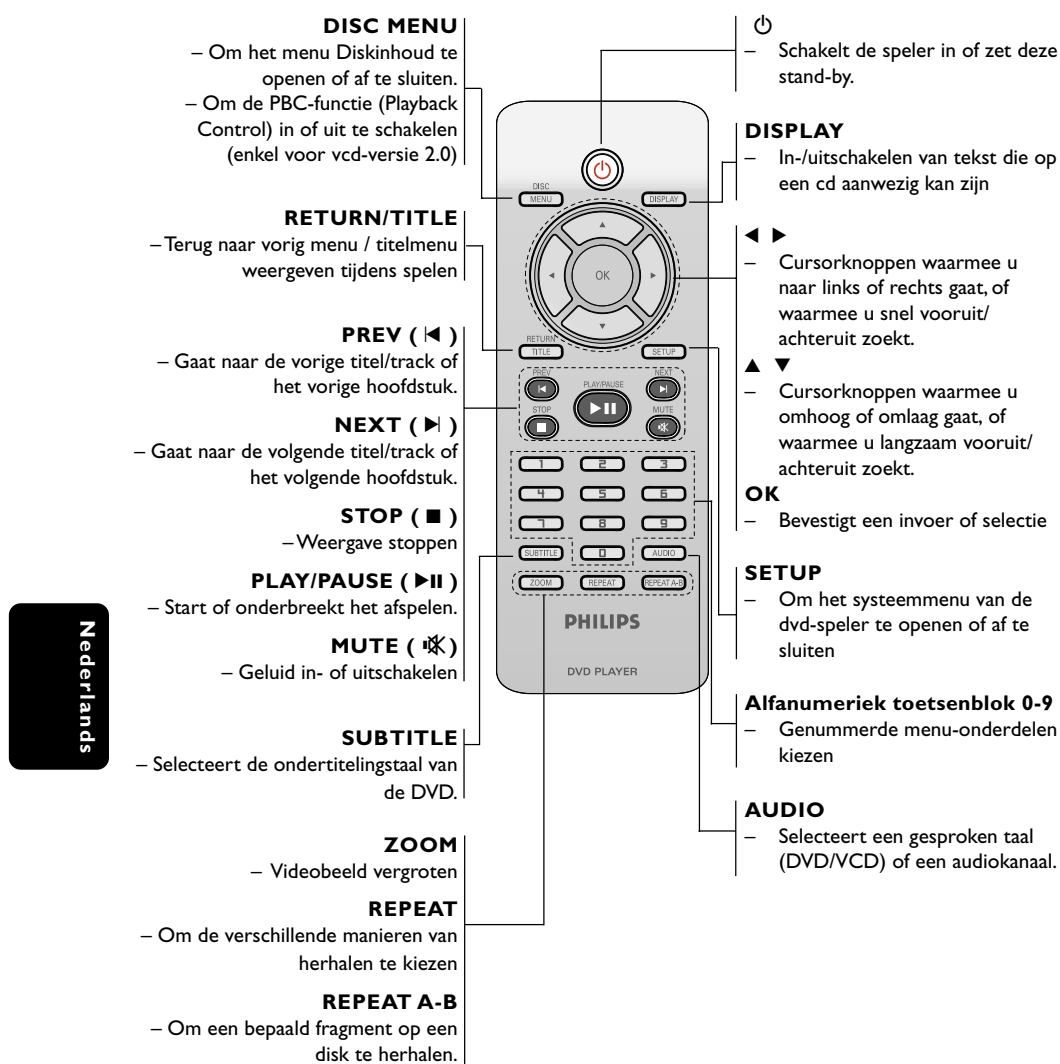 DISC MENU
– Om het menu Diskinhoud te
openen of af te sluiten.
– Om de PBC-functie (Playback
Control) in of uit te schakelen
(enkel voor vcd-versie 2.0)
RETURN/TITLE
– Terug naar vorig menu / titelmenu
weergeven tijdens spelen
PREV ( )
– Gaat naar de vorige titel/track of
het vorige hoofdstuk.
NEXT ( )
– Gaat naar de volgende titel/track of
het volgende hoofdstuk.
STOP ( ■ )
– Weergave stoppen
PLAY/PAUSE ( )
– Start of onderbreekt het afspelen.
MUTE ( )
– Geluid in- of uitschakelen
SUBTITLE
– Selecteert de ondertitelingstaal van
de DVD.
ZOOM
– Videobeeld vergroten
REPEAT
– Om de verschillende manieren van
herhalen te kiezen
REPEAT A-B
– Om een bepaald fragment op een
disk te herhalen.
Nederlands
DISC
MENU
DISPLAY
OK
RETURN
TITLE
SETUP
PREV
PLAY/PAUSE
NEXT
STOP
MUTE
1 2 3
4 5 6
7 8 9
SUBTITLE 0 AUDIO
ZOOM REPEAT REPEAT A-B
PHILIPS
DVD PLAYER
– Schakelt de speler in of zet deze
stand-by.
DISPLAY
– In-/uitschakelen van tekst die op
een cd aanwezig kan zijn
◀ ▶
– Cursorknoppen waarmee u
naar links of rechts gaat, of
waarmee u snel vooruit/
achteruit zoekt.
▲ ▼
– Cursorknoppen waarmee u
omhoog of omlaag gaat, of
waarmee u langzaam vooruit/
achteruit zoekt.
OK
– Bevestigt een invoer of selectie
SETUP
– Om het systeemmenu van de
dvd-speler te openen of af te
sluiten
Alfanumeriek toetsenblok 0-9
– Genummerde menu-onderdelen
kiezen
AUDIO
– Selecteert een gesproken taal
(DVD/VCD) of een audiokanaal.